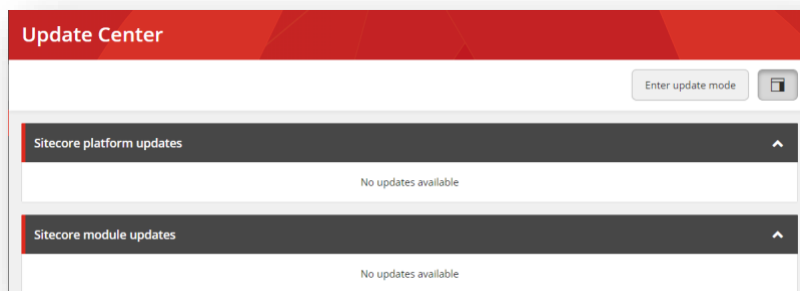 Update Center
Enter update mode
Sitecore platform updates
No updates available
Sitecore module updates
No updates available